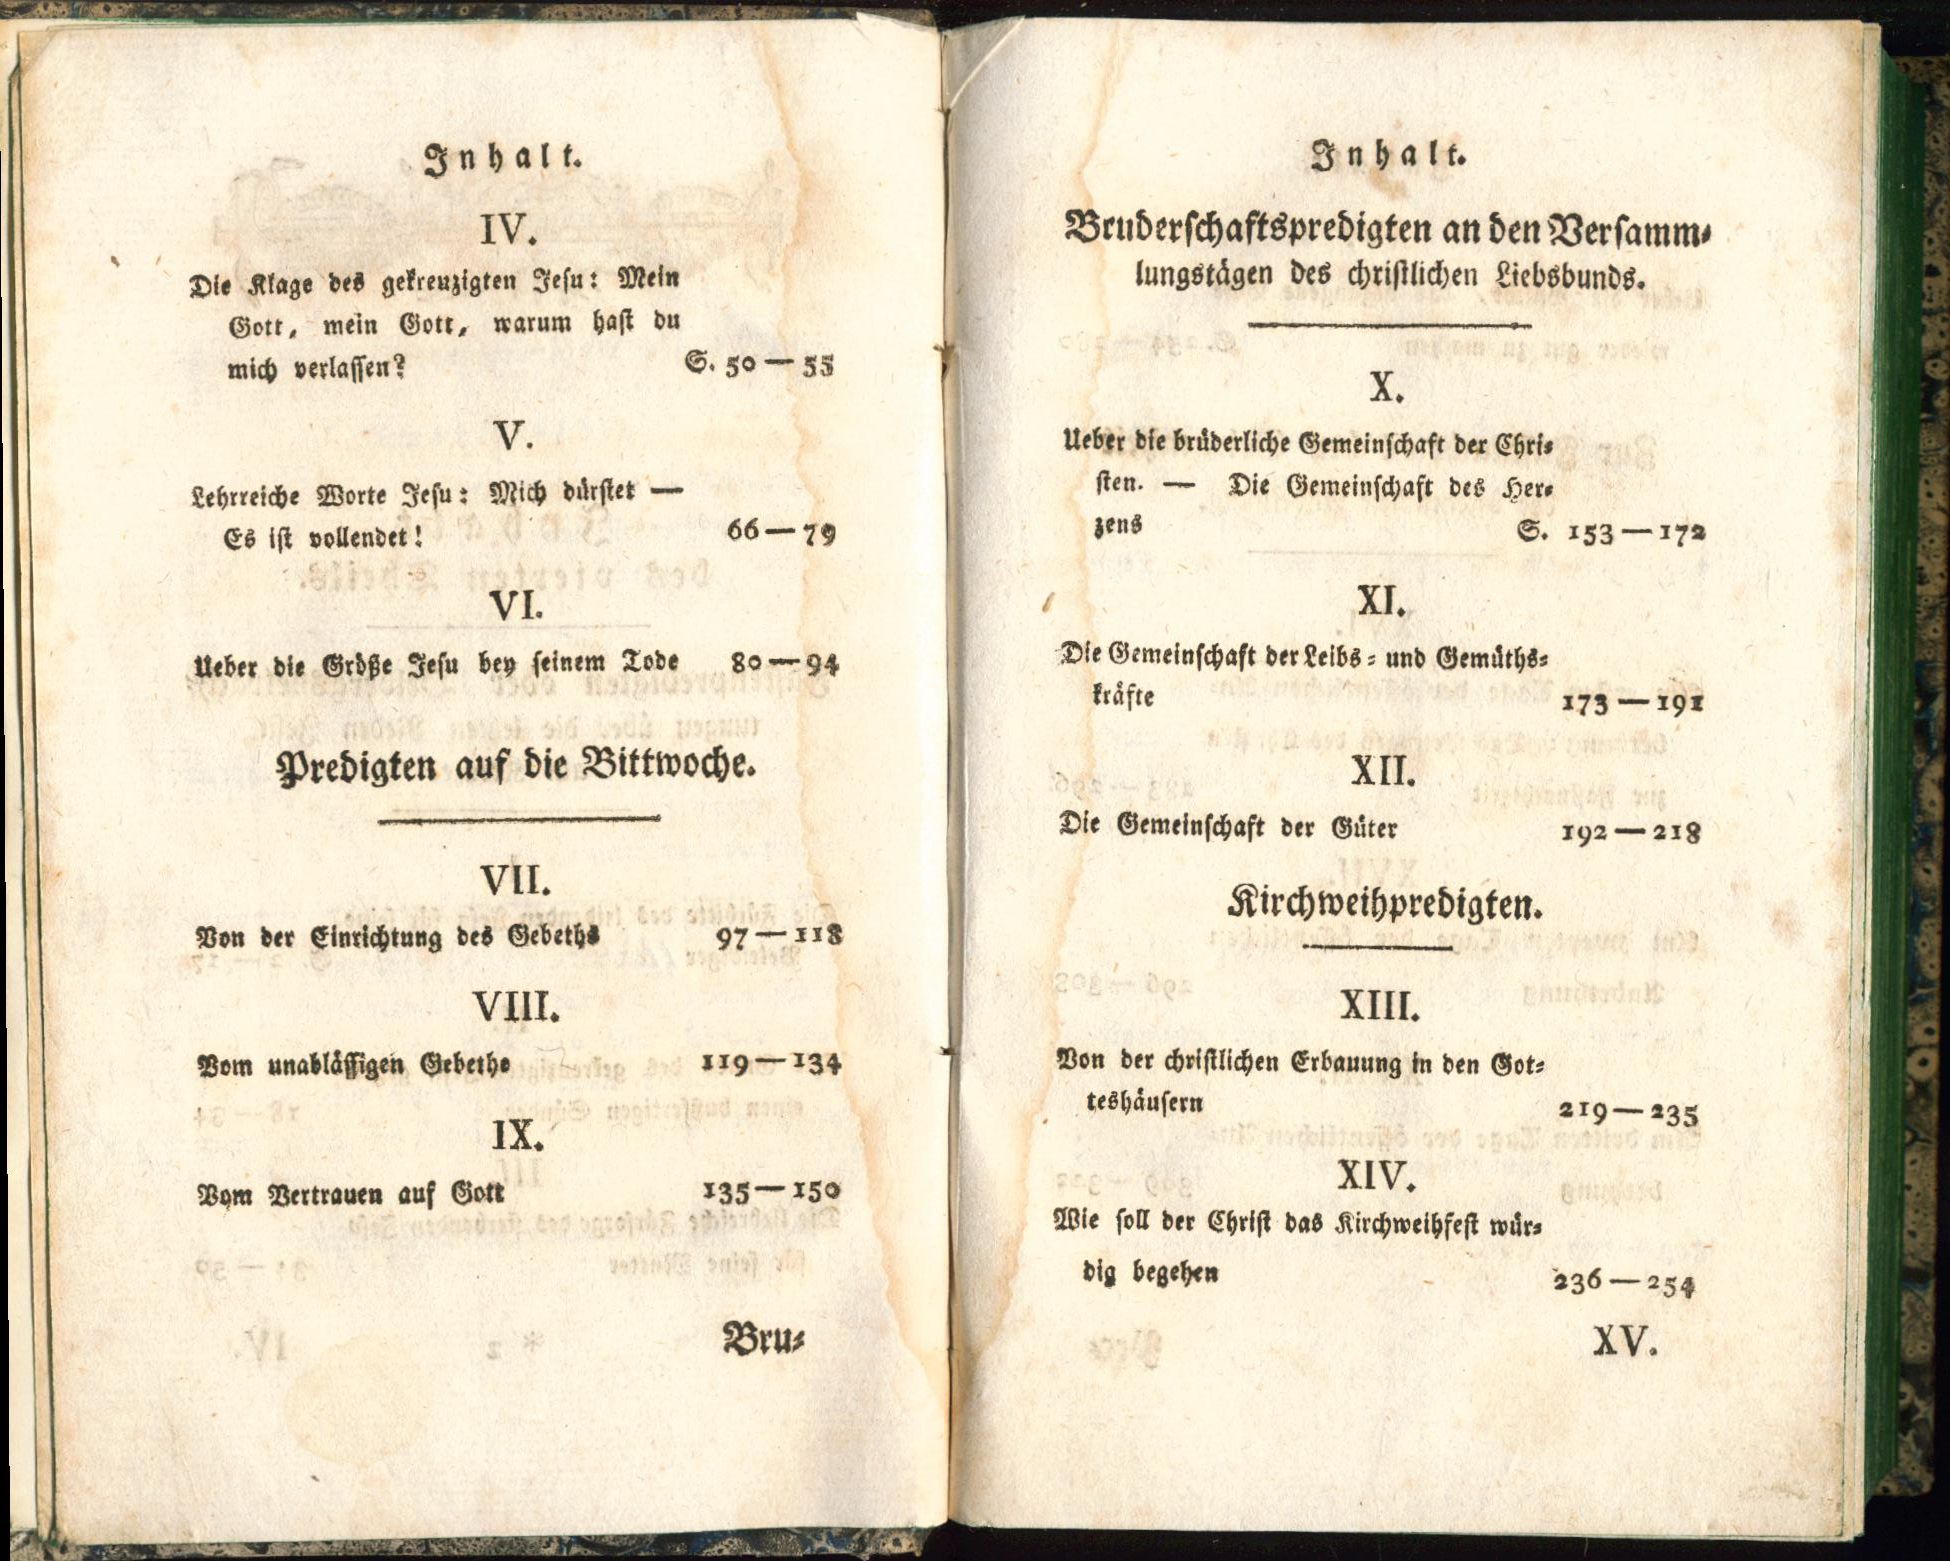 Inhalt.
IV.
Die Klage des gekreuzigten Jesu: Mein
Gott, mein Gott, warum hast du
mich verlassen? S. 50 — 55
V.
Lehrreiche Worte Jesu: Mich dürstet —
Es ist vollendet! 66 — 79
VI.
Ueber die Größe Jesu bey seinem Tode 80 — 94
Predigten auf die Bittwoche.
VII.
Von der Einrichtung des Gebeths 97 — 118
VIII.
Vom unablässigen Gebethe 119 — 134
IX.
Vom Vertrauen auf Gott 135 — 150
Bru⸗
Inhalt.
Bruderschaftspredigten an den Versamm⸗
lungstägen des christlichen Liebsbunds.
X.
Ueber die brüderliche Gemeinschaft der Chri⸗
sten. — Die Gemeinschaft des Her⸗
zens S. 153 — 172
XI.
Die Gemeinschaft der Leibs⸗ und Gemüths⸗
kräfte 173 — 191
XII.
Die Gemeinschaft der Güter 192 — 218
Kirchweihpredigten.
XIII.
Von der christlichen Erbauung in den Got⸗
teshäusern 219 — 235
XIV.
Wie soll der Christ das Kirchweihfest wür⸗
dig begehen 236 — 254
XV.